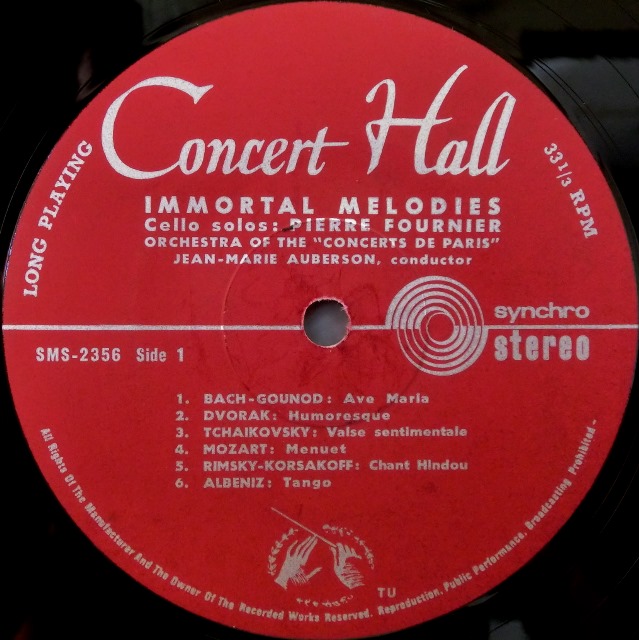 Concert Hall
LONG PLAYING
33 1/3 RPM
IMMORTAL MELODIES
Cello solos: PIERRE FOURNIER
ORCHESTRA OF THE "CONCERTS DE PARIS"
JEAN-MARIE AUBERSON, conductor
synchro
stereo
SMS-2356 Side 1
1. BACH-GOUNOD: Ave Maria
2. DVORAK: Humoresque
3. TCHAIKOVSKY: Valse sentimentale
4. MOZART: Menuet
5. RIMSKY-KORSAKOFF: Chant Hindou
6. ALBENIZ: Tango
TU
All Rights Of The Manufacturer And The Owner Of The Recorded Works Reserved. Reproduction, Public Performance, Broadcasting Prohibited-